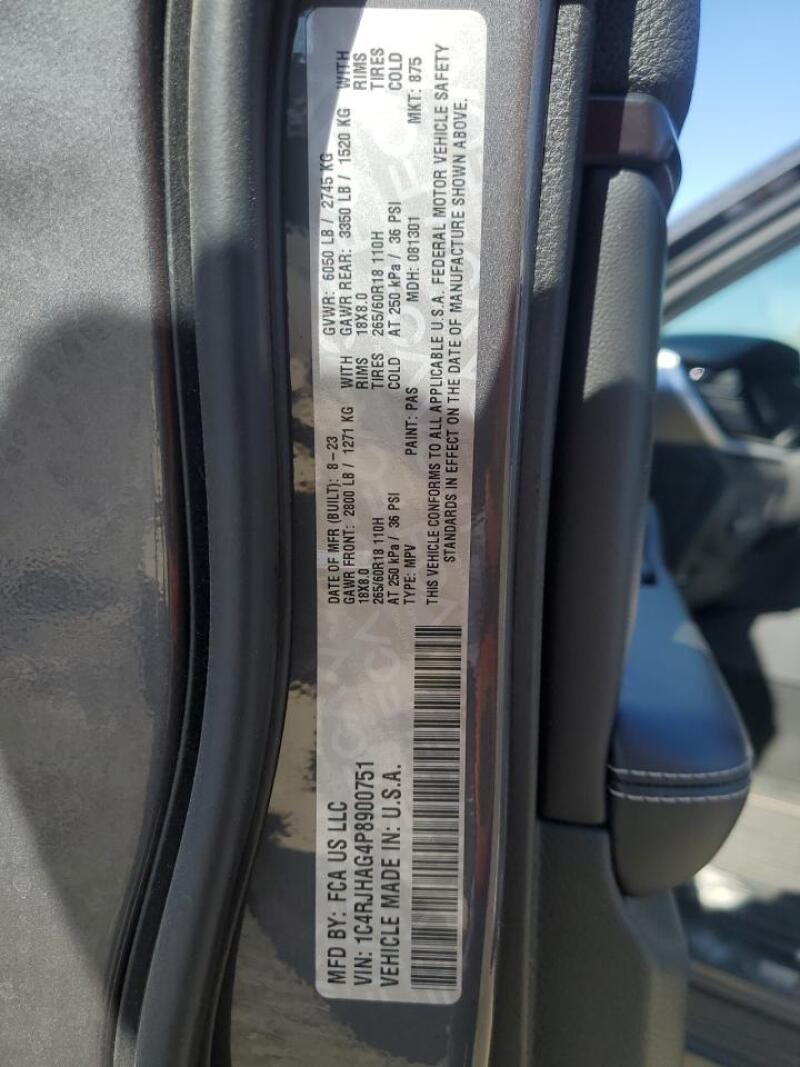 MFD BY: FCA US LLC
VIN: 1C4RJHAG4P8900751
VEHICLE MADE IN: U.S.A.
DATE OF MFR (BUILT): 8-23 GVWR: 6050 LB / 2745 KG
GAWR FRONT: 2800 LB / 1271 KG WITH GAWR REAR: 3350 LB / 1520 KG WITH
18X8.0 RIMS 18X8.0 RIMS
265/60R18 110H TIRES 265/60R18 110H TIRES
AT 250 kPa / 36 PSI COLD AT 250 kPa / 36 PSI COLD
TYPE: MPV PAINT: PAS MDH: 081301 MKT: 875
THIS VEHICLE CONFORMS TO ALL APPLICABLE U.S.A. FEDERAL MOTOR VEHICLE SAFETY
STANDARDS IN EFFECT ON THE DATE OF MANUFACTURE SHOWN ABOVE.